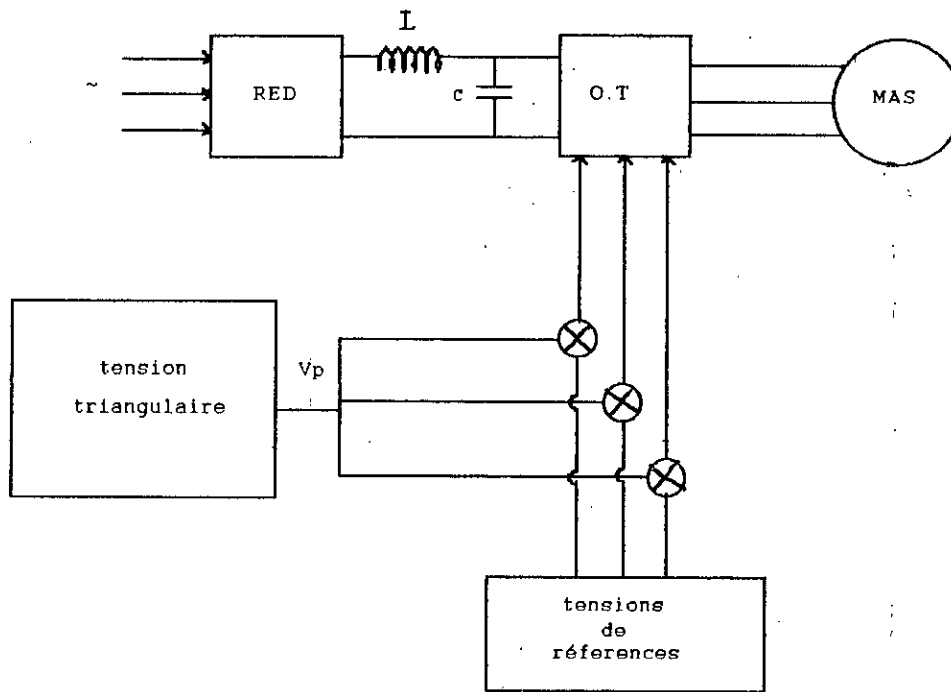 L
~
RED
C
O.T
MAS
tension
triangulaire
Vp
tensions
de
réferences